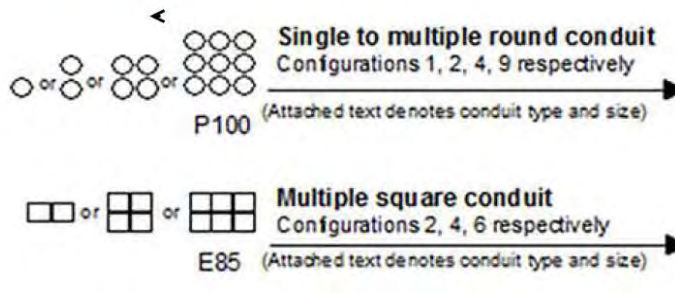 Single to multiple round conduit
or or or Configurations 1, 2, 4, 9 respectively
P100 (Attached text denotes conduit type and size)
Multiple square conduit
or or Configurations 2, 4, 6 respectively
E85 (Attached text denotes conduit type and size)